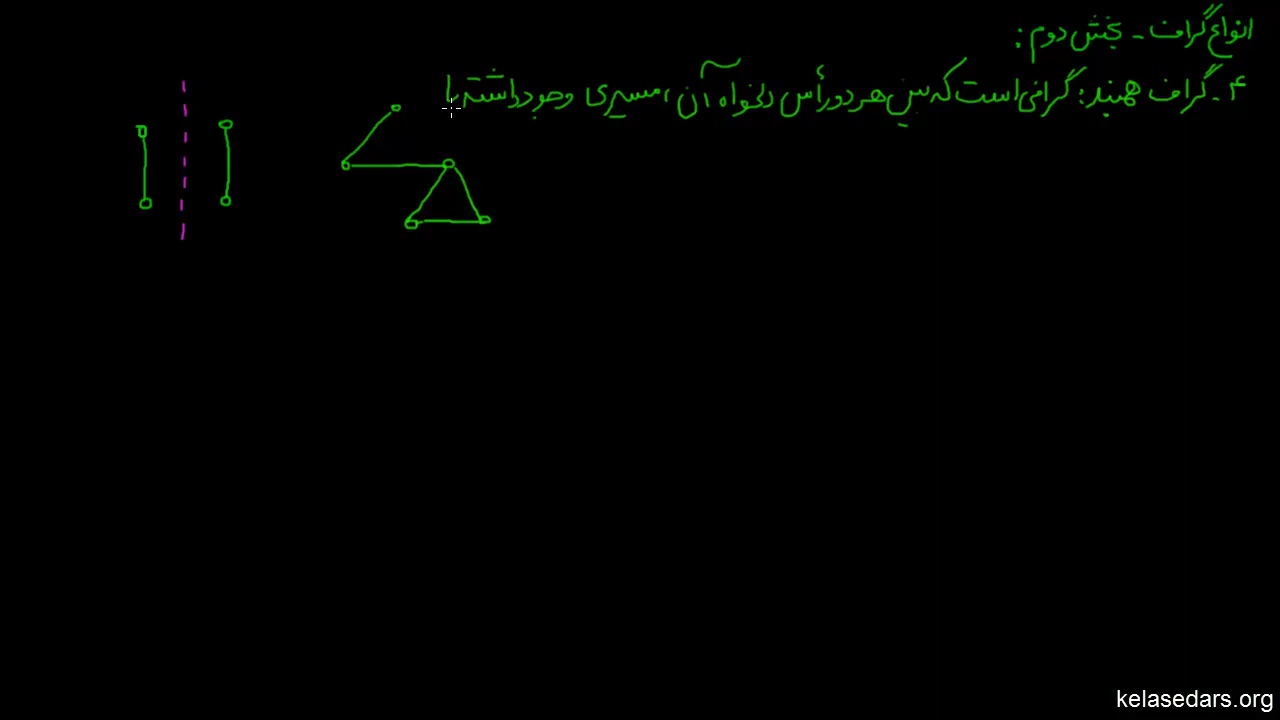 انواع گراف - بخش دوم :
۴ - گراف همبند : گرافی است که بین هر دو رأس دلخواه آن ، مسیری وجود داشته با
kelasedars.org